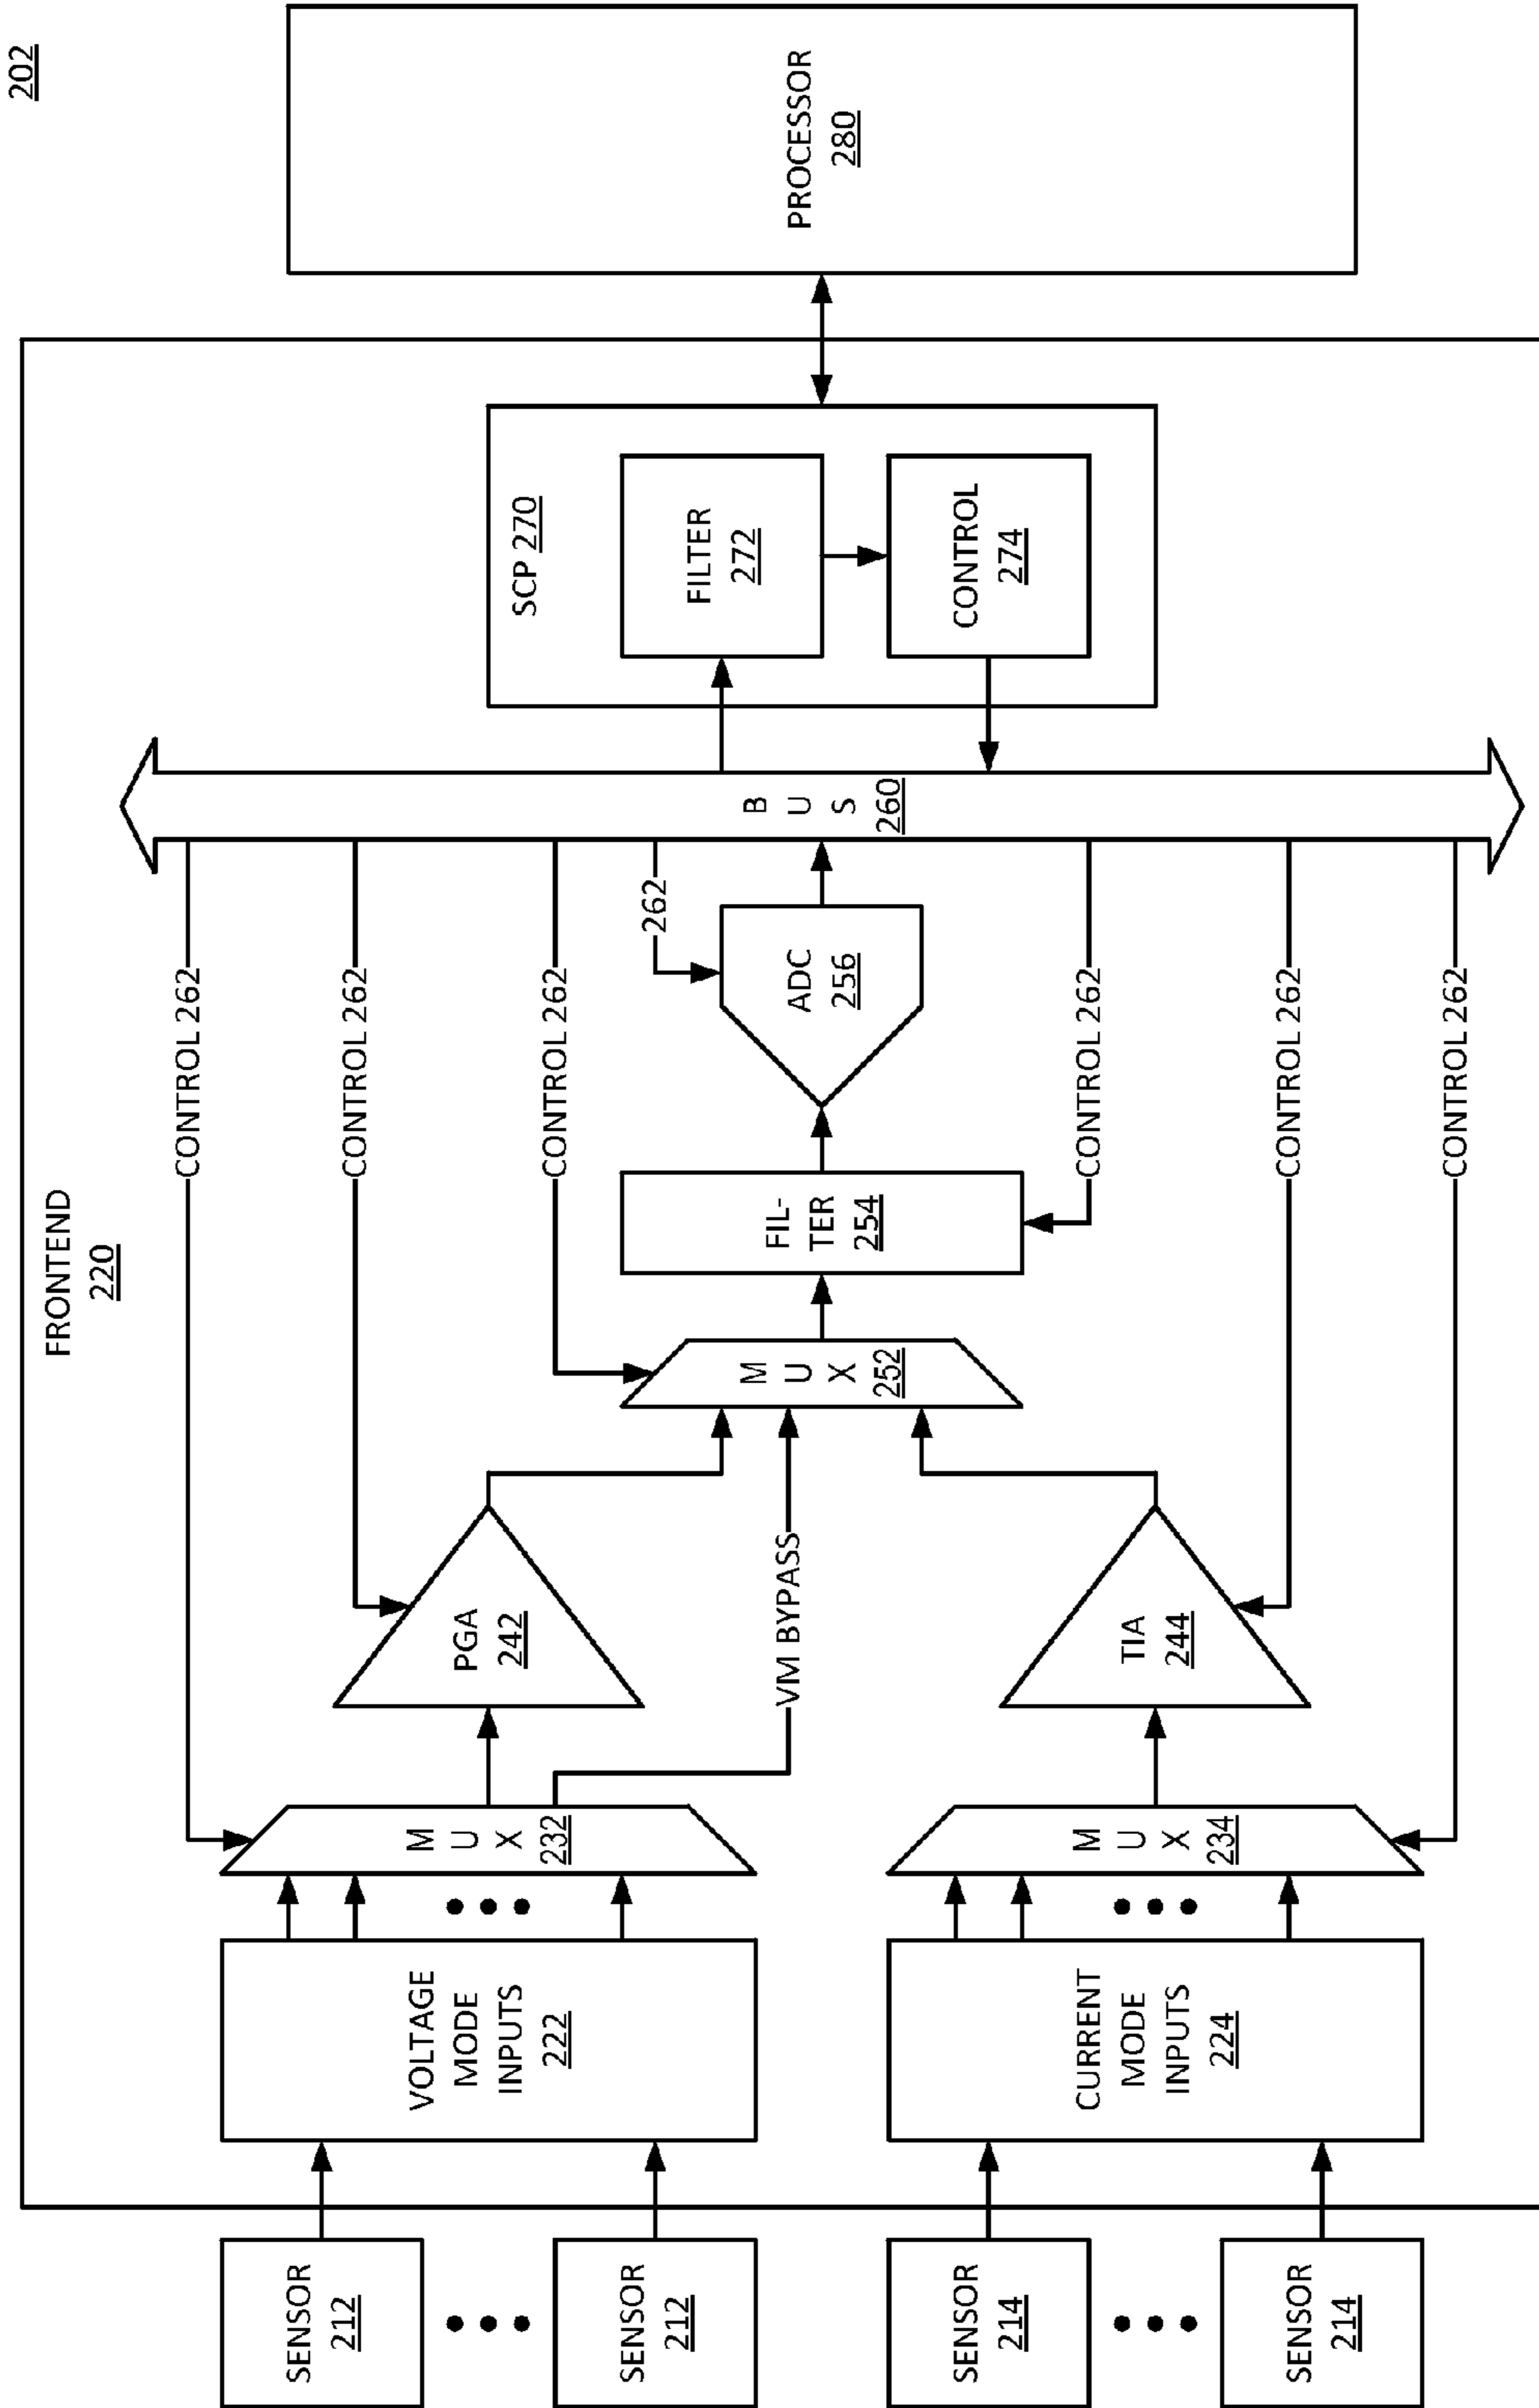 202
FRONTEND
220
SENSOR
212
SENSOR
212
SENSOR
214
SENSOR
214
VOLTAGE
MODE
INPUTS
222
CURRENT
MODE
INPUTS
224
M
U
X
232
M
U
X
234
PGA
242
VM BYPASS
TIA
244
M
U
X
252
FIL-
TER
254
ADC
256
CONTROL 262
CONTROL 262
CONTROL 262
262
CONTROL 262
CONTROL 262
CONTROL 262
B
U
S
260
SCP 270
FILTER
272
CONTROL
274
PROCESSOR
280